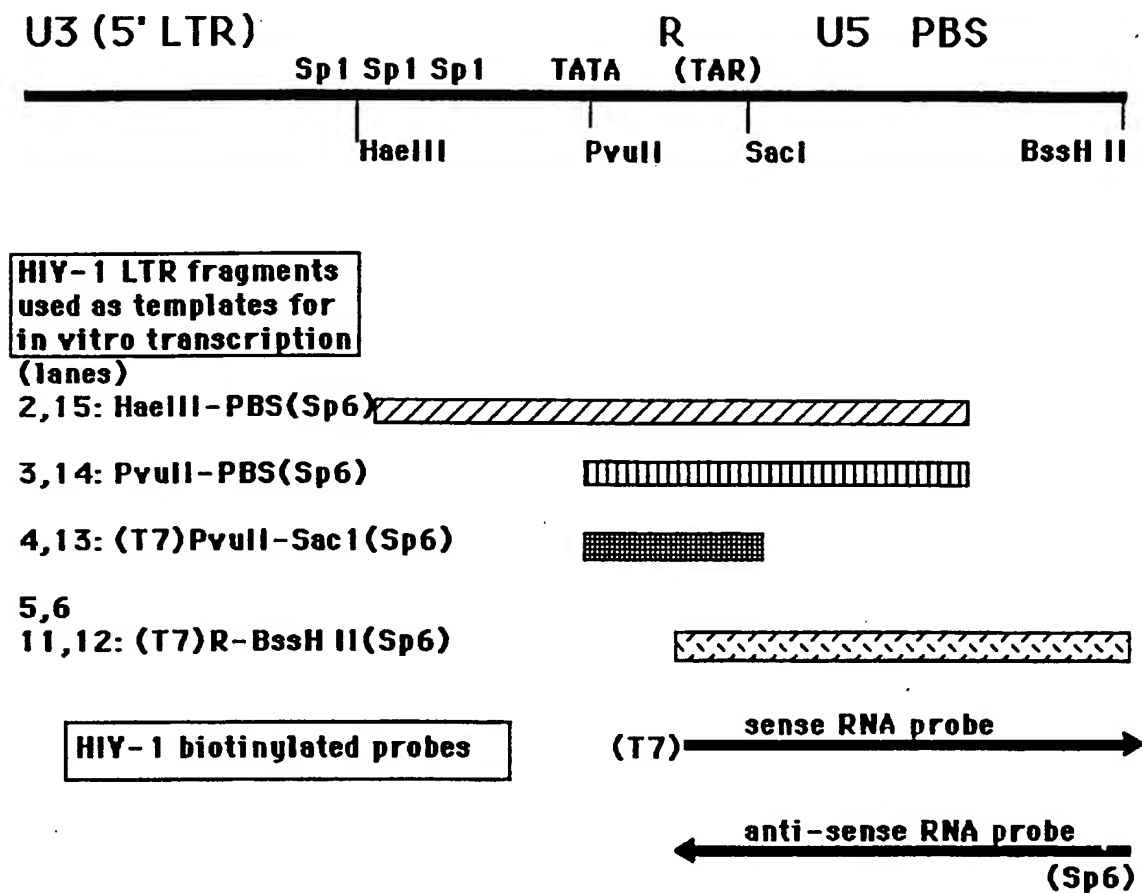 U3 (5' LTR) R U5 PBS
Sp1 Sp1 Sp1 TATA (TAR)
HaeIII PvuII SacI BssH II
HIV-1 LTR fragments
used as templates for
in vitro transcription
(lanes)
2,15: HaeIII-PBS(Sp6)
3,14: PvuII-PBS(Sp6)
4,13: (T7)PvuII-Sac1(Sp6)
5,6
11,12: (T7)R-BssH II(Sp6)
HIV-1 biotinylated probes
(T7) sense RNA probe
anti-sense RNA probe
(Sp6)